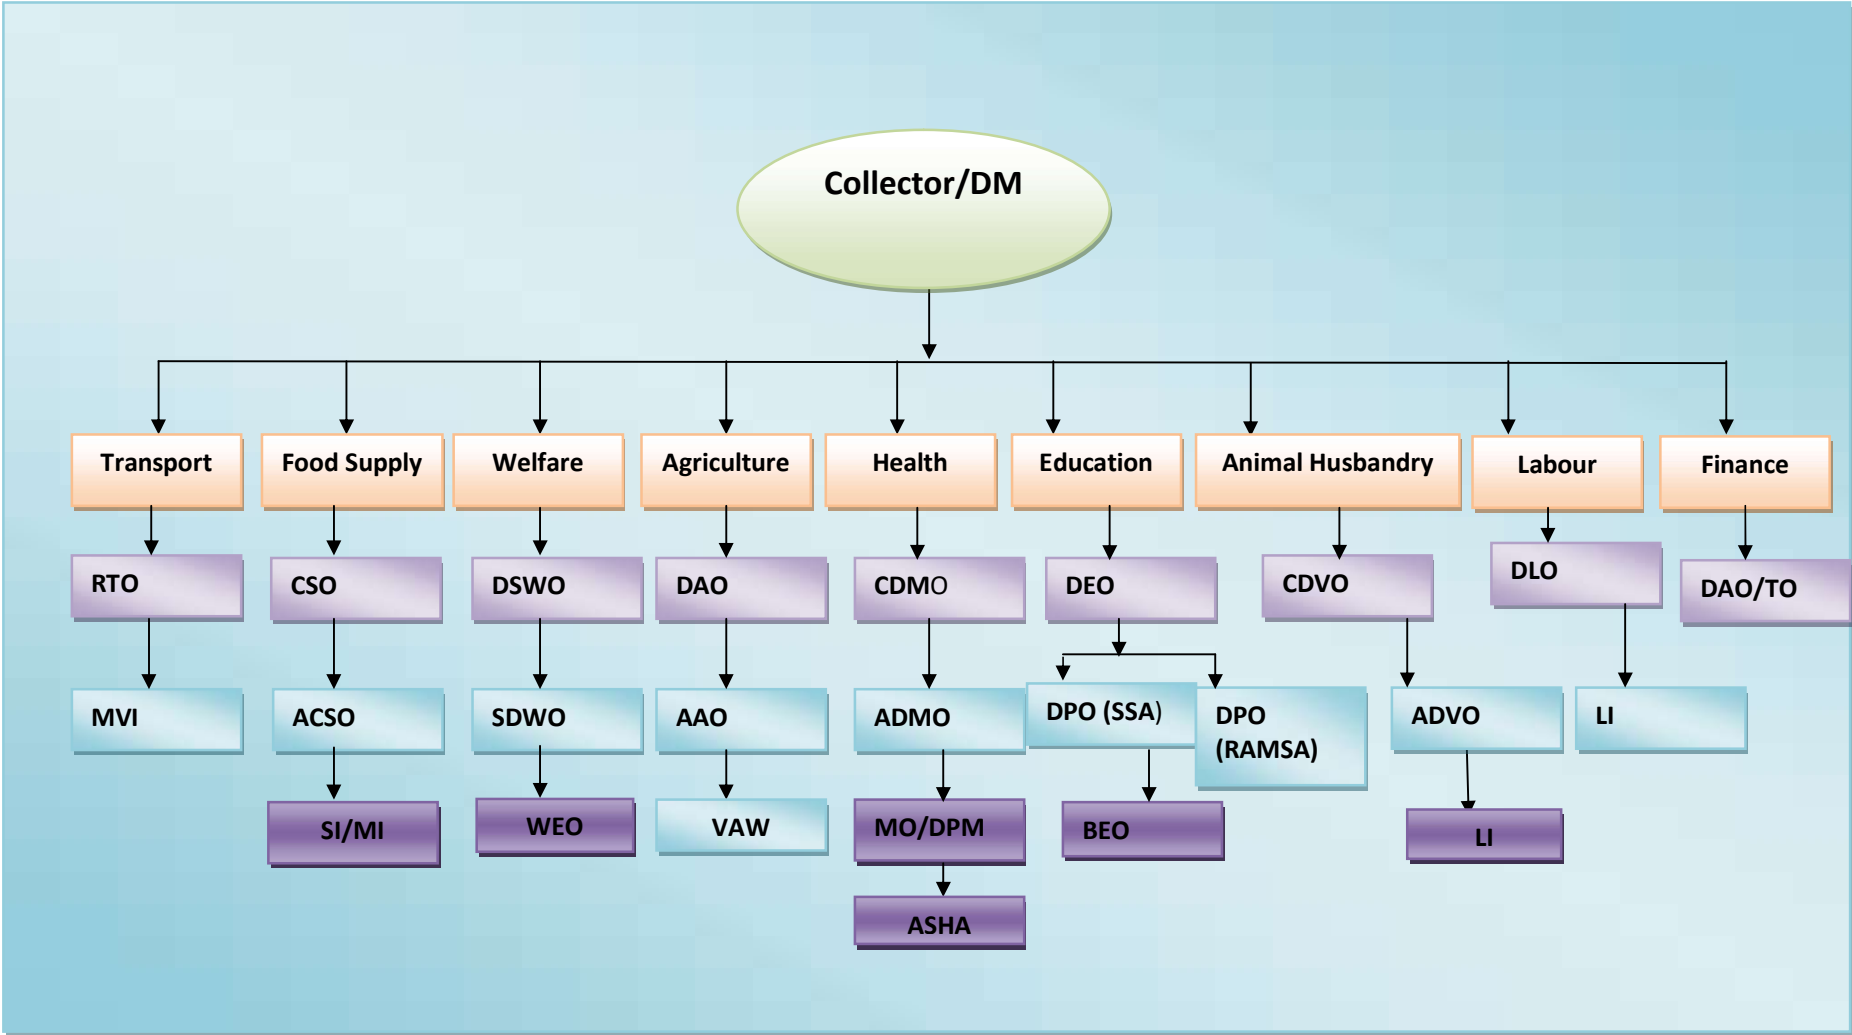 Collector/DM
Transport
Food Supply
Welfare
Agriculture
Health
Education
Animal Husbandry
Labour
Finance
RTO
CSO
DSWO
DAO
CDMO
DEO
CDVO
DLO
DAO/TO
MVI
ACSO
SDWO
AAO
ADMO
DPO (SSA)
DPO
(RAMSA)
ADVO
LI
SI/MI
WEO
VAW
MO/DPM
BEO
LI
ASHA